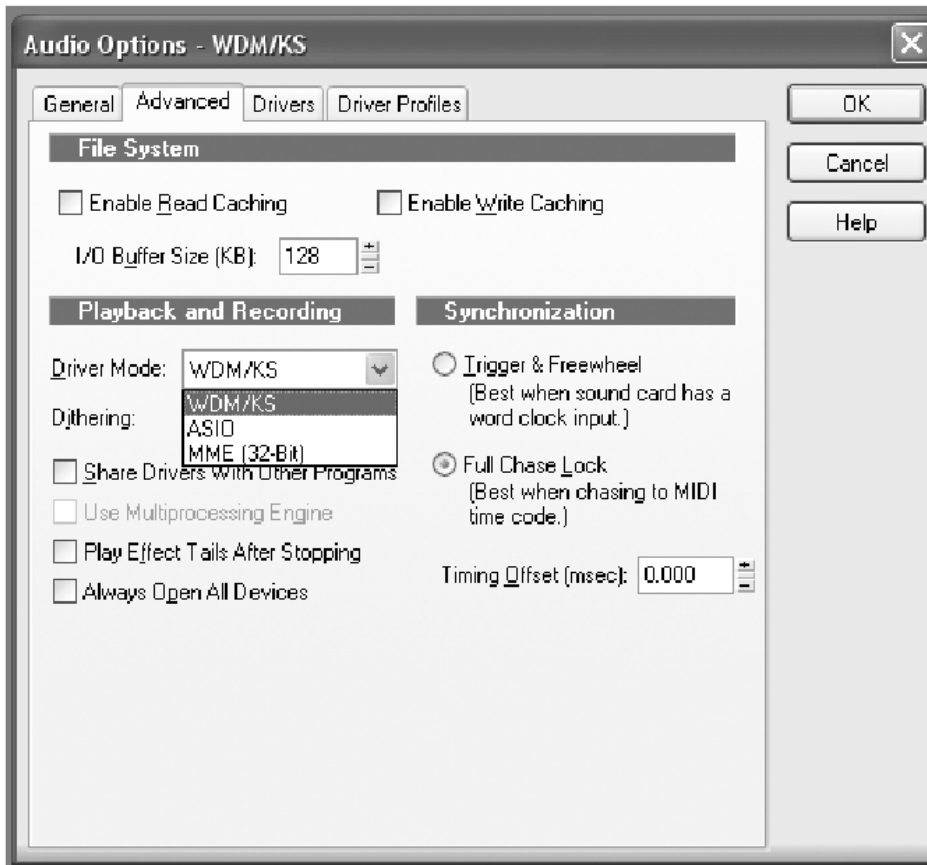 Audio Options - WDM/KS
General Advanced Drivers Driver Profiles
OK
Cancel
Help
File System
Enable Read Caching Enable Write Caching
I/O Buffer Size (KB): 128
Playback and Recording
Driver Mode: WDM/KS
WDM/KS
ASIO
MME (32-Bit)
Dithering:
Share Drivers With Other Programs
Use Multiprocessing Engine
Play Effect Tails After Stopping
Always Open All Devices
Synchronization
Trigger & Freewheel
(Best when sound card has a
word clock input.)
Full Chase Lock
(Best when chasing to MIDI
time code.)
Timing Offset (msec): 0.000